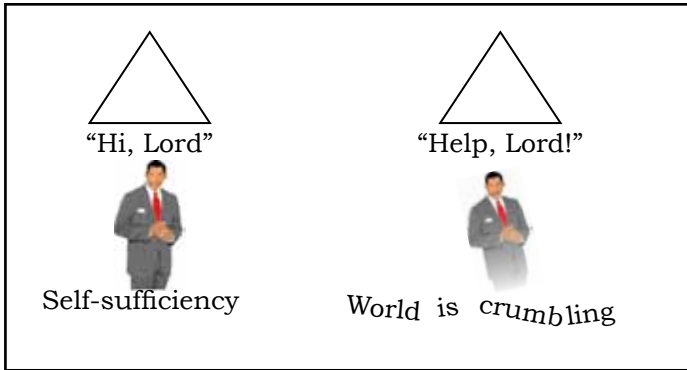 “Hi, Lord”
“Help, Lord!”
Self-sufficiency
World is crumbling